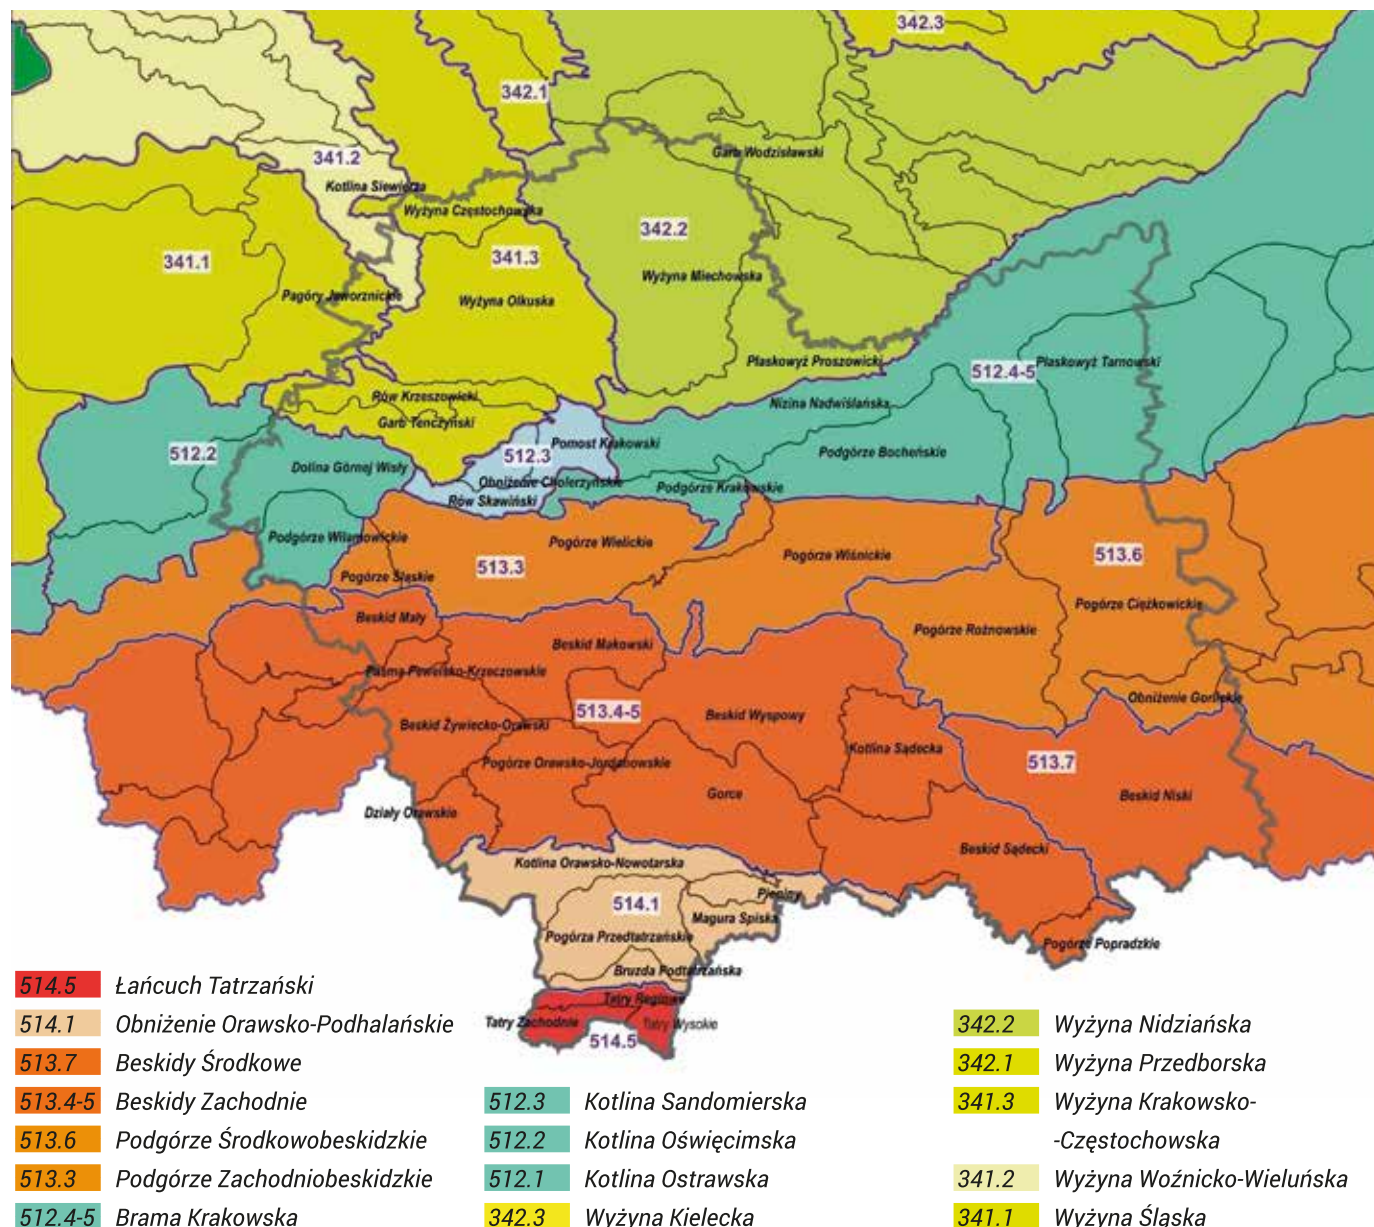 342.3
342.1
Garb Wodzisławski
341.2
Kotlina Siewierza
Wyżyna Częstochowska
342.2
341.3
341.1
Wyżyna Miechowska
Pagóry Jaworznickie
Wyżyna Olkuska
Płaskowyż Proszowicki
Płaskowyż Tarnowski
512.4-5
Rów Krzeszowicki
Nizina Nadwiślańska
Garb Tenczyński
Pomost Krakowski
512.2
512.3
Podgórze Bocheńskie
Dolina Górnej Wisły
Obniżenie Cholerzyńskie
Podgórze Krakowskie
Rów Skawiński
Podgórze Wilamowickie
Pogórze Wielickie
Pogórze Wiśnickie
513.6
513.3
Pogórze Śląskie
Pogórze Ciężkowickie
Beskid Mały
Pogórze Rożnowskie
Beskid Makowski
Pasma Pewelsko-Krzeczowskie
Obniżenie Gorlickie
513.4-5
Beskid Wyspowy
Beskid Żywiecko-Orawski
Kotlina Sądecka
Pogórze Orawsko-Jordanowskie
513.7
Gorce
Beskid Niski
Działy Orawskie
Beskid Sądecki
Kotlina Orawsko-Nowotarska
Pieniny
514.1
Magura Spiska
Pogórza Przedtatrzańskie
Pogórze Popradzkie
Bruzda Podtatrzańska
Tatry Reglowe
Tatry Zachodnie
Tatry Wysokie
514.5
514.5 Łańcuch Tatrzański
514.1 Obniżenie Orawsko-Podhalańskie
513.7 Beskidy Środkowe
513.4-5 Beskidy Zachodnie
513.6 Podgórze Środkowobeskidzkie
513.3 Podgórze Zachodniobeskidzkie
512.4-5 Brama Krakowska
512.3 Kotlina Sandomierska
512.2 Kotlina Oświęcimska
512.1 Kotlina Ostrawska
342.3 Wyżyna Kielecka
342.2 Wyżyna Nidziańska
342.1 Wyżyna Przedborska
341.3 Wyżyna Krakowsko-
-Częstochowska
341.2 Wyżyna Woźnicko-Wieluńska
341.1 Wyżyna Śląska